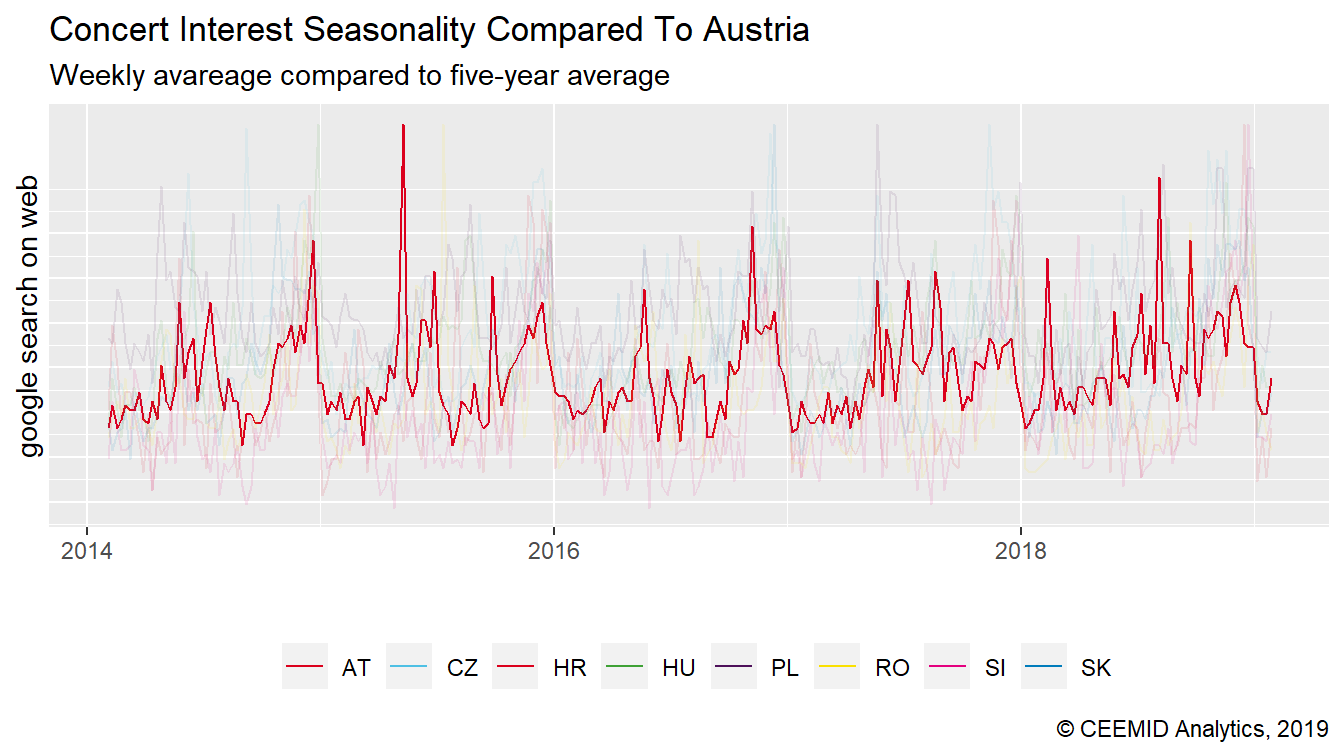 Concert Interest Seasonality Compared To Austria
Weekly avareage compared to five-year average
google search on web
2014 2016 2018
AT CZ HR HU PL RO SI SK
© CEEMID Analytics, 2019